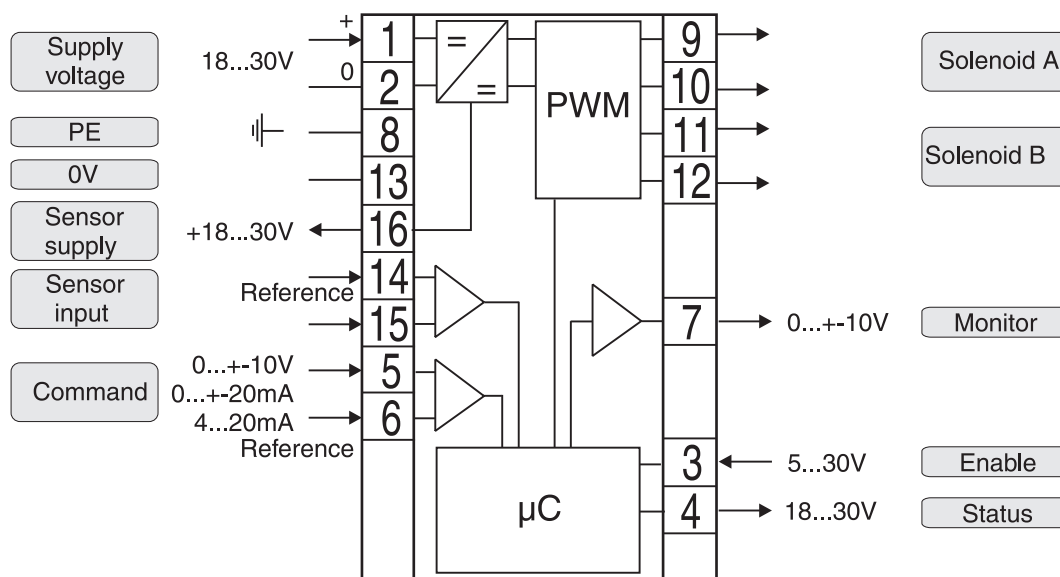 Supply
voltage
+
18...30V
0
1
2
=
=
PWM
9
10
Solenoid A
PE
8
11
12
Solenoid B
0V
13
Sensor
supply
+18...30V
16
Sensor
input
14
Reference
15
7
0...+-10V
Monitor
Command
0...+-10V
0...+-20mA
4...20mA
Reference
5
6
µC
3
5...30V
Enable
4
18...30V
Status